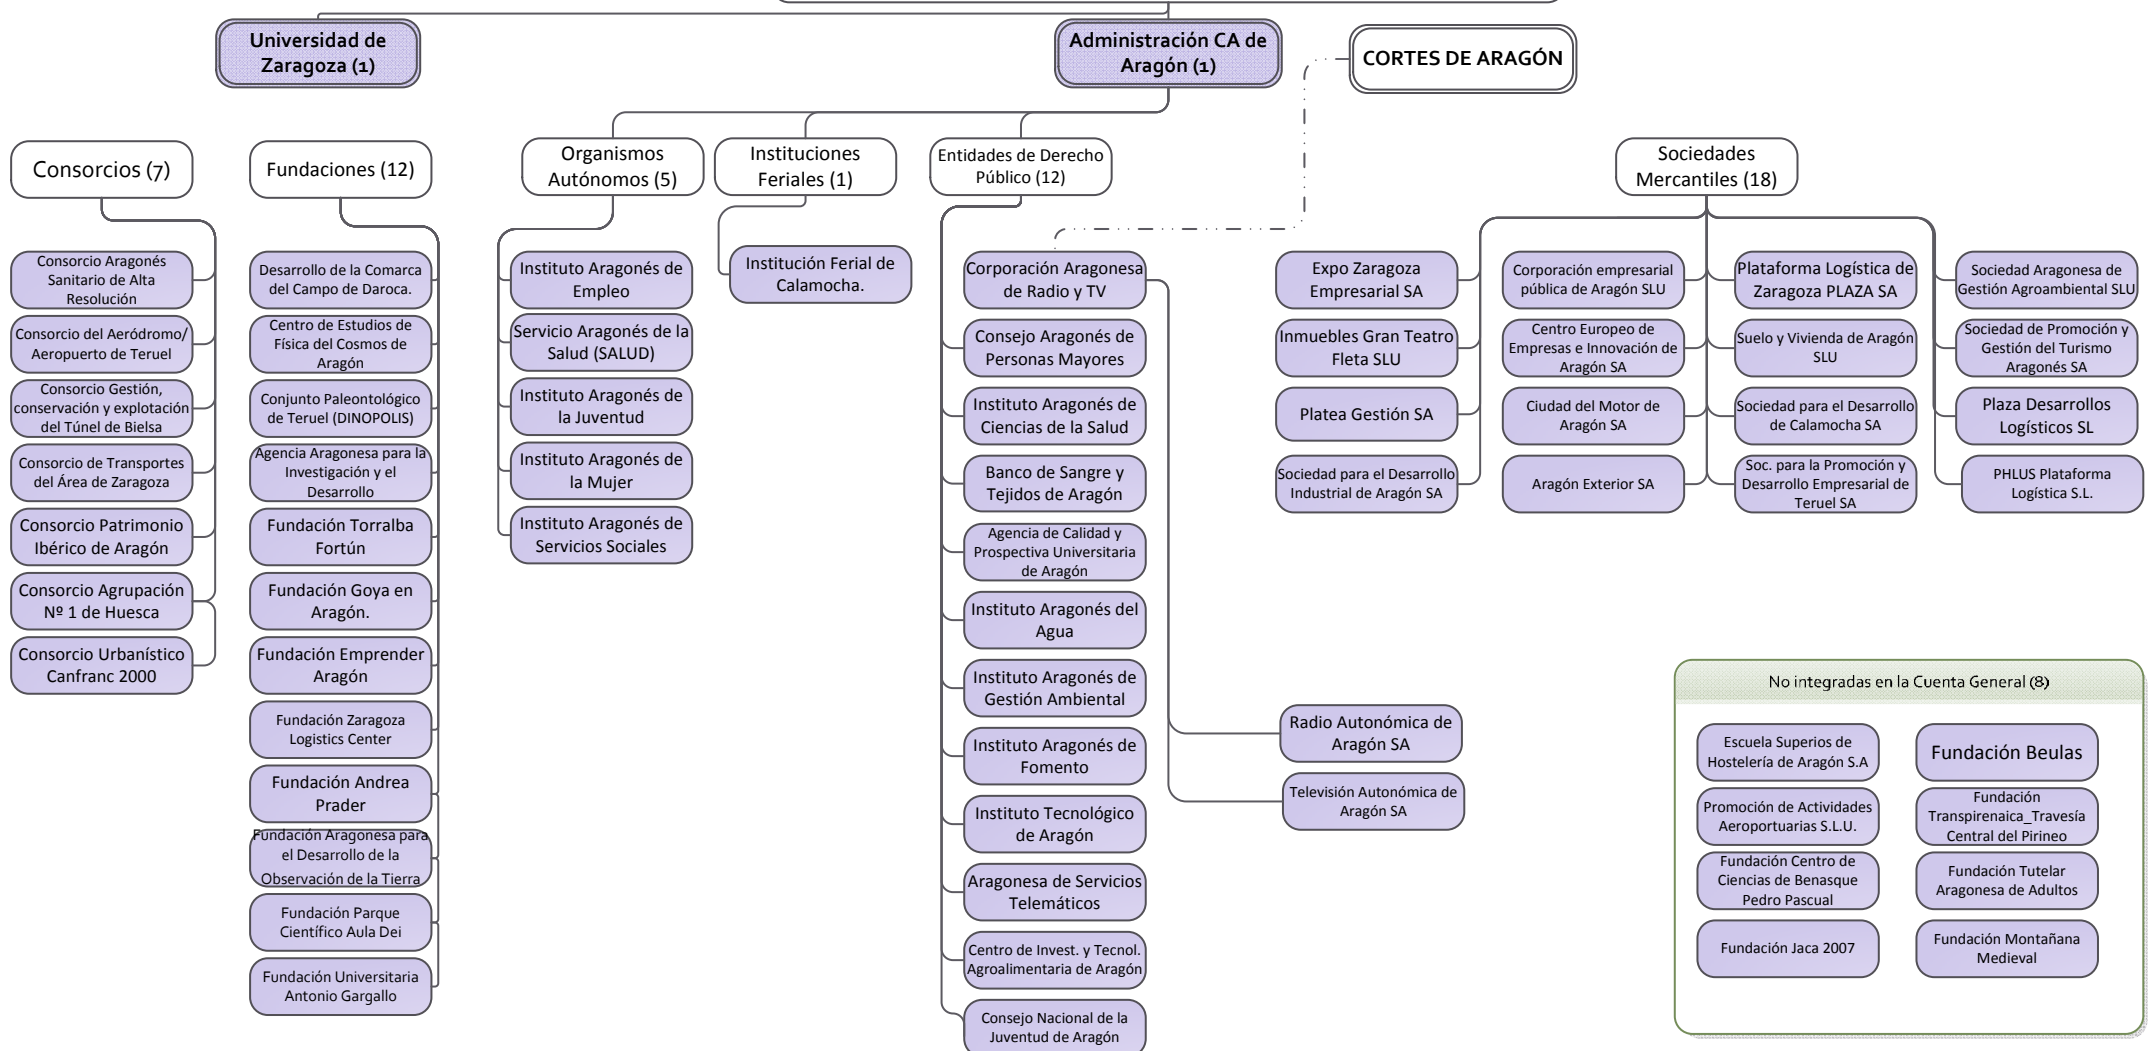 Universidad de
Zaragoza (1)
Administración CA de
Aragón (1)
CORTES DE ARAGÓN
Consorcios (7)
Consorcio Aragonés
Sanitario de Alta
Resolución
Consorcio del Aeródromo/
Aeropuerto de Teruel
Consorcio Gestión,
conservación y explotación
del Túnel de Bielsa
Consorcio de Transportes
del Área de Zaragoza
Consorcio Patrimonio
Ibérico de Aragón
Consorcio Agrupación
Nº 1 de Huesca
Consorcio Urbanístico
Canfranc 2000
Fundaciones (12)
Desarrollo de la Comarca
del Campo de Daroca.
Centro de Estudios de
Física del Cosmos de
Aragón
Conjunto Paleontológico
de Teruel (DINOPOLIS)
Agencia Aragonesa para la
Investigación y el
Desarrollo
Fundación Torralba
Fortún
Fundación Goya en
Aragón.
Fundación Emprender
Aragón
Fundación Zaragoza
Logistics Center
Fundación Andrea
Prader
Fundación Aragonesa para
el Desarrollo de la
Observación de la Tierra
Fundación Parque
Científico Aula Dei
Fundación Universitaria
Antonio Gargallo
Organismos
Autónomos (5)
Instituto Aragonés de
Empleo
Servicio Aragonés de la
Salud (SALUD)
Instituto Aragonés de
la Juventud
Instituto Aragonés de
la Mujer
Instituto Aragonés de
Servicios Sociales
Instituciones
Feriales (1)
Institución Ferial de
Calamocha.
Entidades de Derecho
Público (12)
Corporación Aragonesa
de Radio y TV
Consejo Aragonés de
Personas Mayores
Instituto Aragonés de
Ciencias de la Salud
Banco de Sangre y
Tejidos de Aragón
Agencia de Calidad y
Prospectiva Universitaria
de Aragón
Instituto Aragonés del
Agua
Instituto Aragonés de
Gestión Ambiental
Instituto Aragonés de
Fomento
Instituto Tecnológico
de Aragón
Aragonesa de Servicios
Telemáticos
Centro de Invest. y Tecnol.
Agroalimentaria de Aragón
Consejo Nacional de la
Juventud de Aragón
Radio Autonómica de
Aragón SA
Televisión Autonómica de
Aragón SA
Sociedades
Mercantiles (18)
Expo Zaragoza
Empresarial SA
Inmuebles Gran Teatro
Fleta SLU
Platea Gestión SA
Sociedad para el Desarrollo
Industrial de Aragón SA
Corporación empresarial
pública de Aragón SLU
Centro Europeo de
Empresas e Innovación de
Aragón SA
Ciudad del Motor de
Aragón SA
Aragón Exterior SA
Plataforma Logística de
Zaragoza PLAZA SA
Suelo y Vivienda de Aragón
SLU
Sociedad para el Desarrollo
de Calamocha SA
Soc. para la Promoción y
Desarrollo Empresarial de
Teruel SA
Sociedad Aragonesa de
Gestión Agroambiental SLU
Sociedad de Promoción y
Gestión del Turismo
Aragonés SA
Plaza Desarrollos
Logísticos SL
PHLUS Plataforma
Logística S.L.
No integradas en la Cuenta General (8)
Escuela Superios de
Hostelería de Aragón S.A
Promoción de Actividades
Aeroportuarias S.L.U.
Fundación Centro de
Ciencias de Benasque
Pedro Pascual
Fundación Jaca 2007
Fundación Beulas
Fundación
Transpirenaica_Travesía
Central del Pirineo
Fundación Tutelar
Aragonesa de Adultos
Fundación Montañana
Medieval